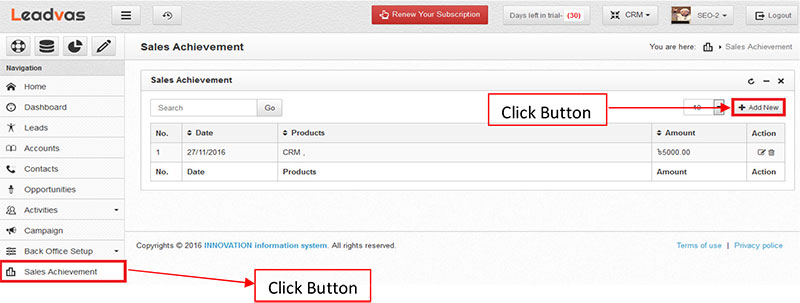 Leadvas
Renew Your Subscription
Days left in trial- (30)
CRM
SEO-2
Logout
Sales Achievement
You are here:
Sales Achievement
Navigation
Home
Dashboard
Leads
Accounts
Contacts
Opportunities
Activities
Campaign
Back Office Setup
Sales Achievement
Sales Achievement
Search
Go
Click Button
10
Add New
No. Date Products Amount Action
1 27/11/2016 CRM , ৳5000.00
No. Date Products Amount Action
Copyrights © 2016 INNOVATION information system. All rights reserved.
Terms of use | Privacy policy
Click Button